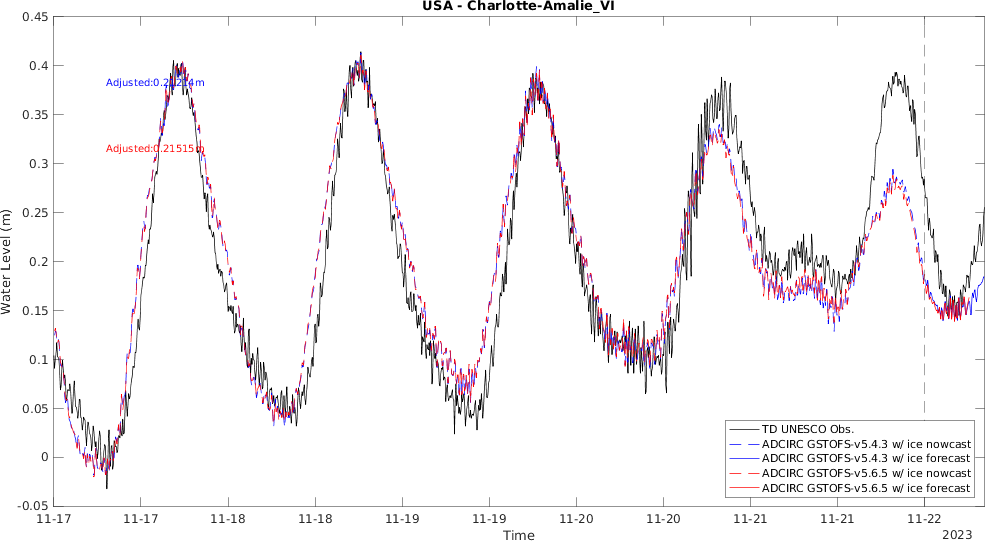 USA - Charlotte-Amalie_VI
Water Level (m)
0.45
0.4
0.35
0.3
0.25
0.2
0.15
0.1
0.05
0
-0.05
Adjusted:
Adjusted:0.21515m
TD UNESCO Obs.
ADCIRC GSTOFS-v5.4.3 w/ ice nowcast
ADCIRC GSTOFS-v5.4.3 w/ ice forecast
ADCIRC GSTOFS-v5.6.5 w/ ice nowcast
ADCIRC GSTOFS-v5.6.5 w/ ice forecast
11-17 11-17 11-18 11-18 11-19 11-19 11-20 11-20 11-21 11-21 11-22
Time
2023